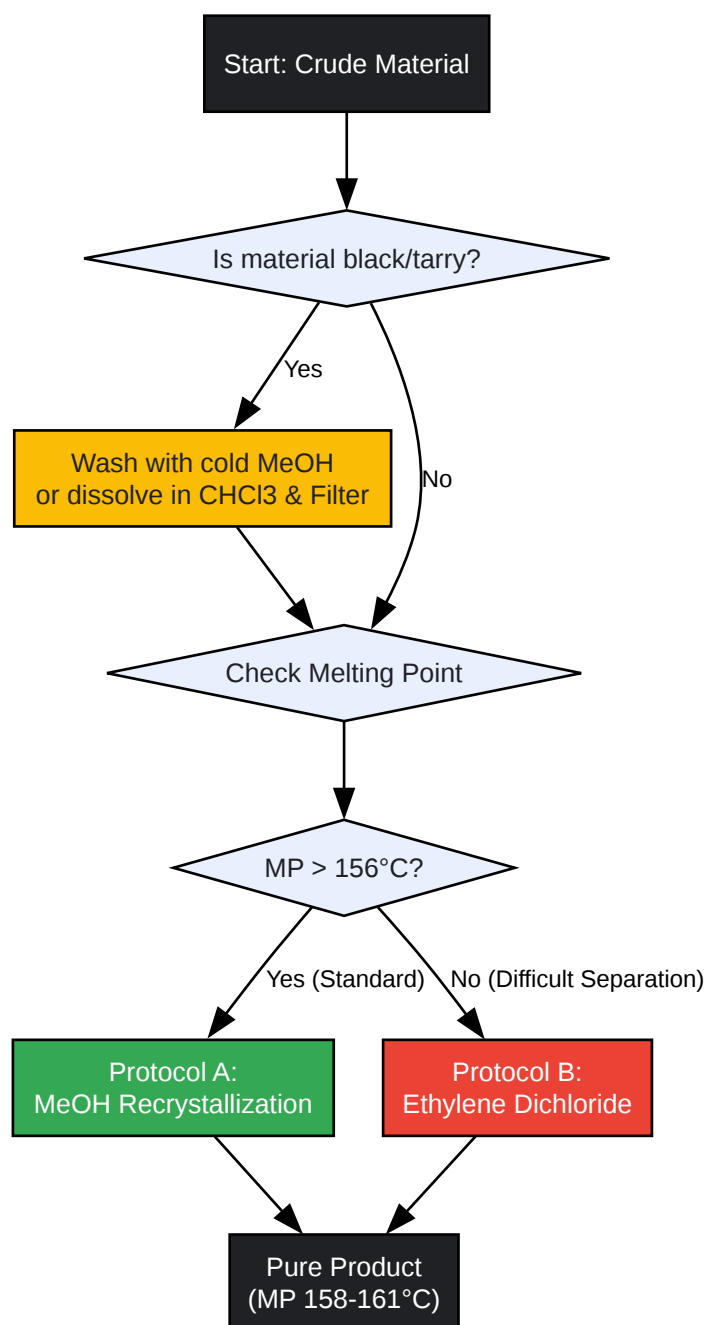 Start: Crude Material
Is material black/tarry?
Yes
Wash with cold MeOH
or dissolve in CHCl3 & Filter
No
Check Melting Point
MP > 156°C?
Yes (Standard)
No (Difficult Separation)
Protocol A:
MeOH Recrystallization
Protocol B:
Ethylene Dichloride
Pure Product
(MP 158-161°C)